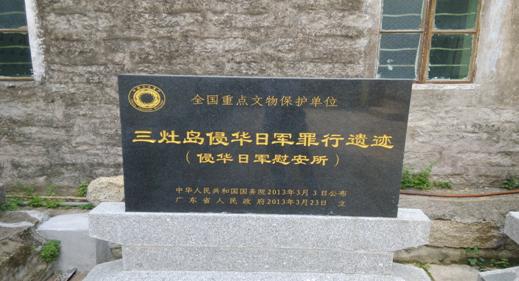 全国重点文物保护单位
三灶岛侵华日军罪行遗迹
（侵华日军慰安所）
中华人民共和国国务院2013年3月3日公布
广东省人民政府2013年3月23日 立